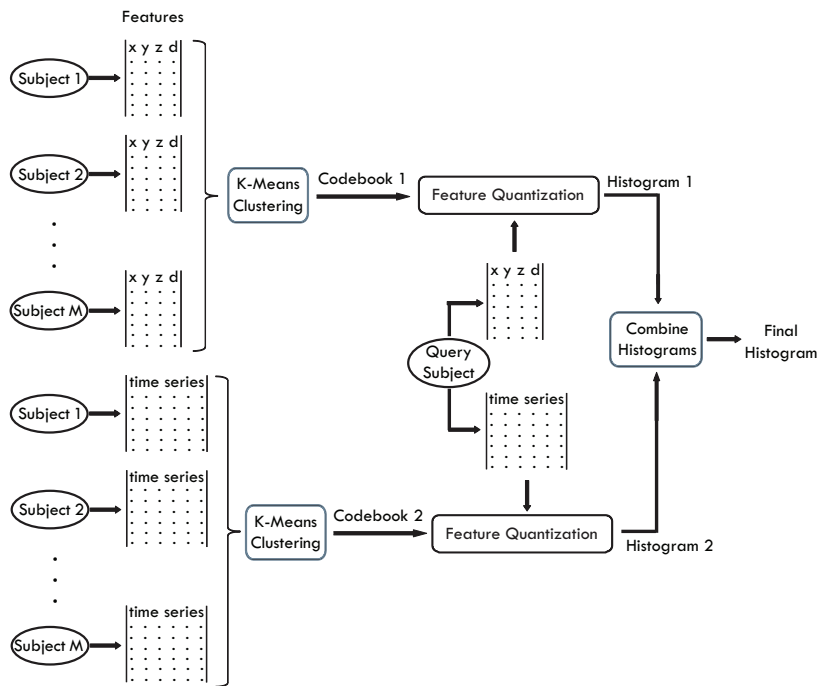 Features
x y z d
Subject 1
x y z d
Subject 2
x y z d
Subject M
K-Means
Clustering
Codebook 1
Feature Quantization
Histogram 1
x y z d
Query
Subject
time series
Combine
Histograms
Final
Histogram
time series
Subject 1
time series
Subject 2
time series
Subject M
K-Means
Clustering
Codebook 2
Feature Quantization
Histogram 2